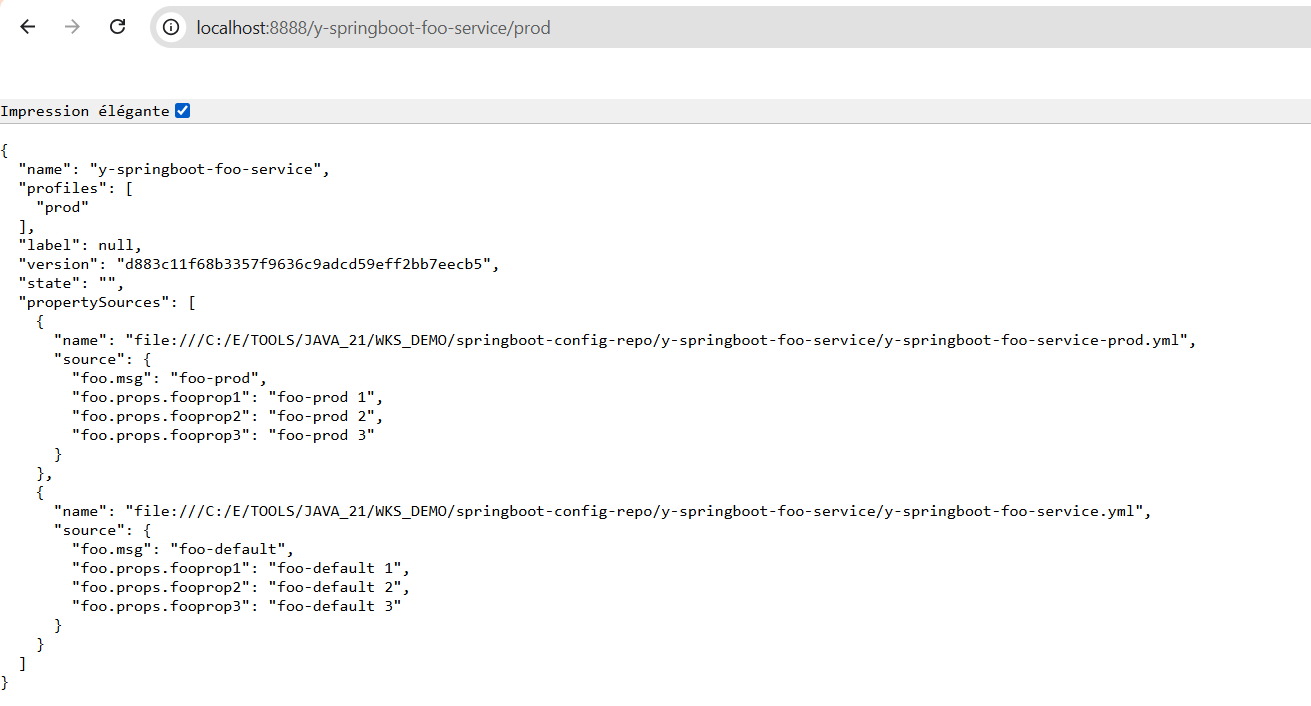 localhost:8888/y-springboot-foo-service/prod
Impression élégante
{
  "name": "y-springboot-foo-service",
  "profiles": [
    "prod"
  ],
  "label": null,
  "version": "d883c11f68b3357f9636c9adcd59eff2bb7eecb5",
  "state": "",
  "propertySources": [
    {
      "name": "file:///C:/E/TOOLS/JAVA_21/WKS_DEMO/springboot-config-repo/y-springboot-foo-service/y-springboot-foo-service-prod.yml",
      "source": {
        "foo.msg": "foo-prod",
        "foo.props.fooprop1": "foo-prod 1",
        "foo.props.fooprop2": "foo-prod 2",
        "foo.props.fooprop3": "foo-prod 3"
      }
    },
    {
      "name": "file:///C:/E/TOOLS/JAVA_21/WKS_DEMO/springboot-config-repo/y-springboot-foo-service/y-springboot-foo-service.yml",
      "source": {
        "foo.msg": "foo-default",
        "foo.props.fooprop1": "foo-default 1",
        "foo.props.fooprop2": "foo-default 2",
        "foo.props.fooprop3": "foo-default 3"
      }
    }
  ]
}